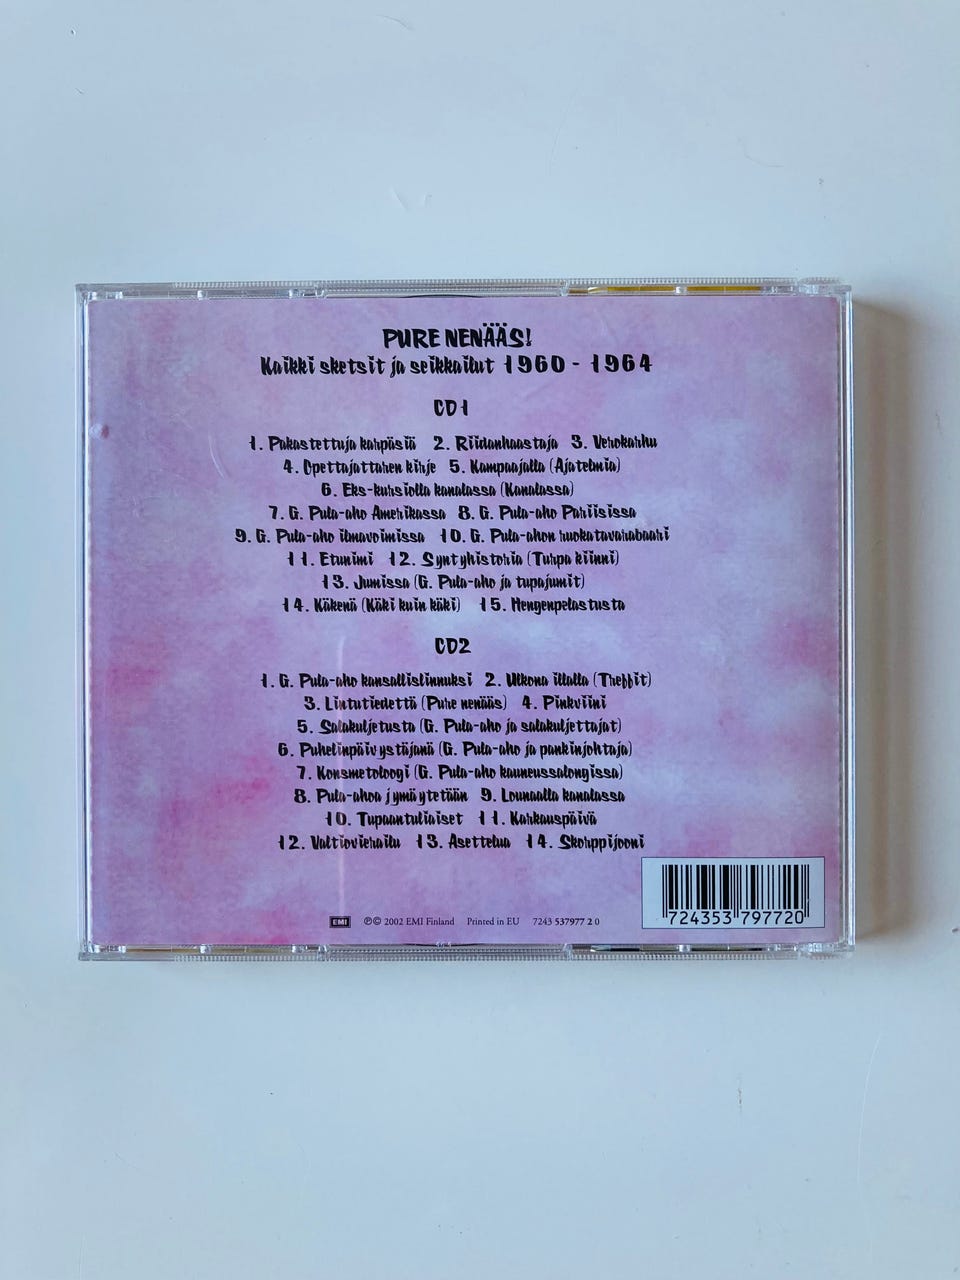 PURE NENÄÄS!
Kaikki sketsit ja seikkailut 1960 - 1964
CD1
1. Pakastettuja karpäsiä 2. Riidanhaastaja 3. Verokarhu
4. Opettajattaren kirje 5. Kampaajalla (Ajatelmia)
6. Eks-kursiolla kanalassa (Kanalassa)
7. G. Pula-aho Amerikassa 8. G. Pula-aho Pariisissa
9. G. Pula-aho ilmavoimissa 10. G. Pula-ahon ruokatavarabaari
11. Etunimi 12. Syntyhistoria (Turpa kiinni)
13. Jumissa (G. Pula-aho ja tupajumit)
14. Käkenä (Käki kuin käki) 15. Hengenpelastusta
CD2
1. G. Pula-aho kansallislinnuksi 2. Ulkona illalla (Treffit)
3. Lintutiedettä (Pure nenääs) 4. Pinkviini
5. Salakuljetusta (G. Pula-aho ja salakuljettajat)
6. Puhelinpäivystäjänä (G. Pula-aho ja pankinjohtaja)
7. Konsmetoloogi (G. Pula-aho kauneussalongissa)
8. Pula-ahoa jymäytetään 9. Lounaalla kanalassa
10. Tupaantuliaiset 11. Karkauspäivä
12. Valtiovierailu 13. Asettelua 14. Skorppijooni
EMI ℗© 2002 EMI Finland Printed in EU 7243 537977 2 0
724353 797720